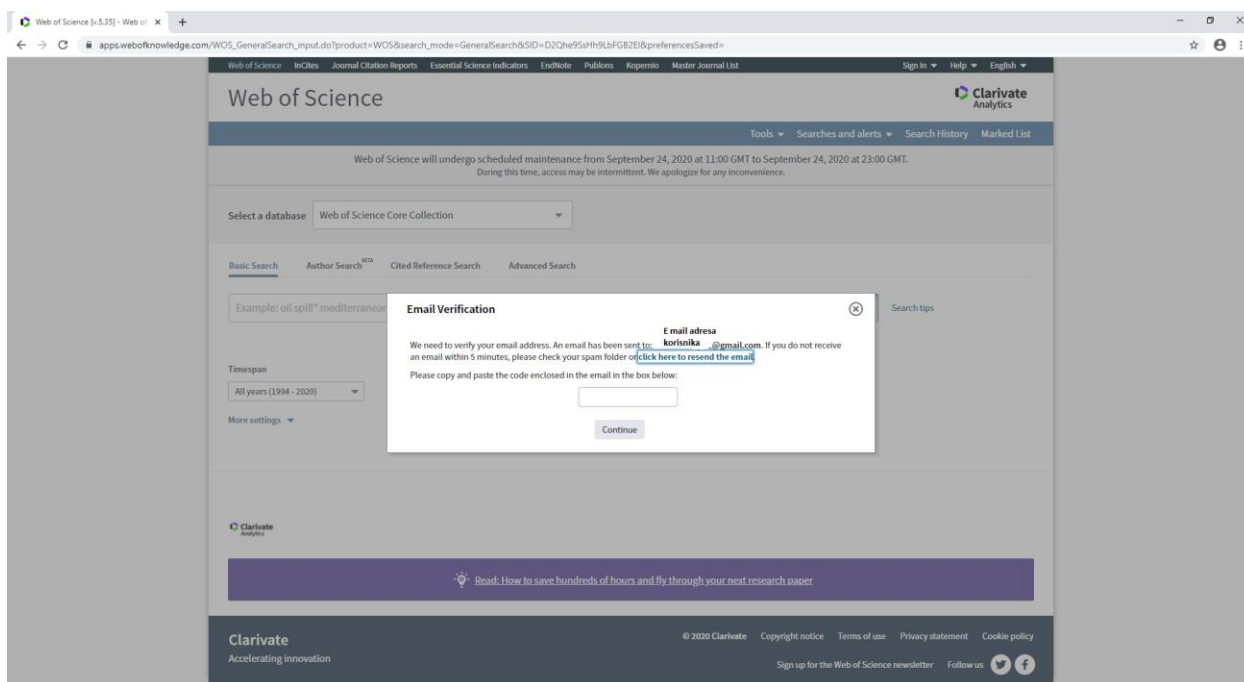 Web of Science [v.5.35] - Web of
apps.webofknowledge.com/WOS_GeneralSearch_input.do?product=WOS&search_mode=GeneralSearch&SID=D2Qhe9SsHh9LbFGB2EI&preferencesSaved=
Web of Science InCites Journal Citation Reports Essential Science Indicators EndNote Publons Kopernio Master Journal List Sign In Help English
Web of Science
Clarivate
Analytics
Tools Searches and alerts Search History Marked List
Web of Science will undergo scheduled maintenance from September 24, 2020 at 11:00 GMT to September 24, 2020 at 23:00 GMT.
During this time, access may be intermittent. We apologize for any inconvenience.
Select a database Web of Science Core Collection
Basic Search Author Search BETA Cited Reference Search Advanced Search
Example: oil spill* mediterranean
Search tips
Email Verification
E mail adresa
korisnika
We need to verify your email address. An email has been sent to: @gmail.com. If you do not receive
an email within 5 minutes, please check your spam folder or click here to resend the email.
Please copy and paste the code enclosed in the email in the box below:
Continue
Timespan
All years (1994 - 2020)
More settings
Clarivate
Analytics
Read: How to save hundreds of hours and fly through your next research paper
Clarivate
Accelerating innovation
© 2020 Clarivate Copyright notice Terms of use Privacy statement Cookie policy
Sign up for the Web of Science newsletter Follow us